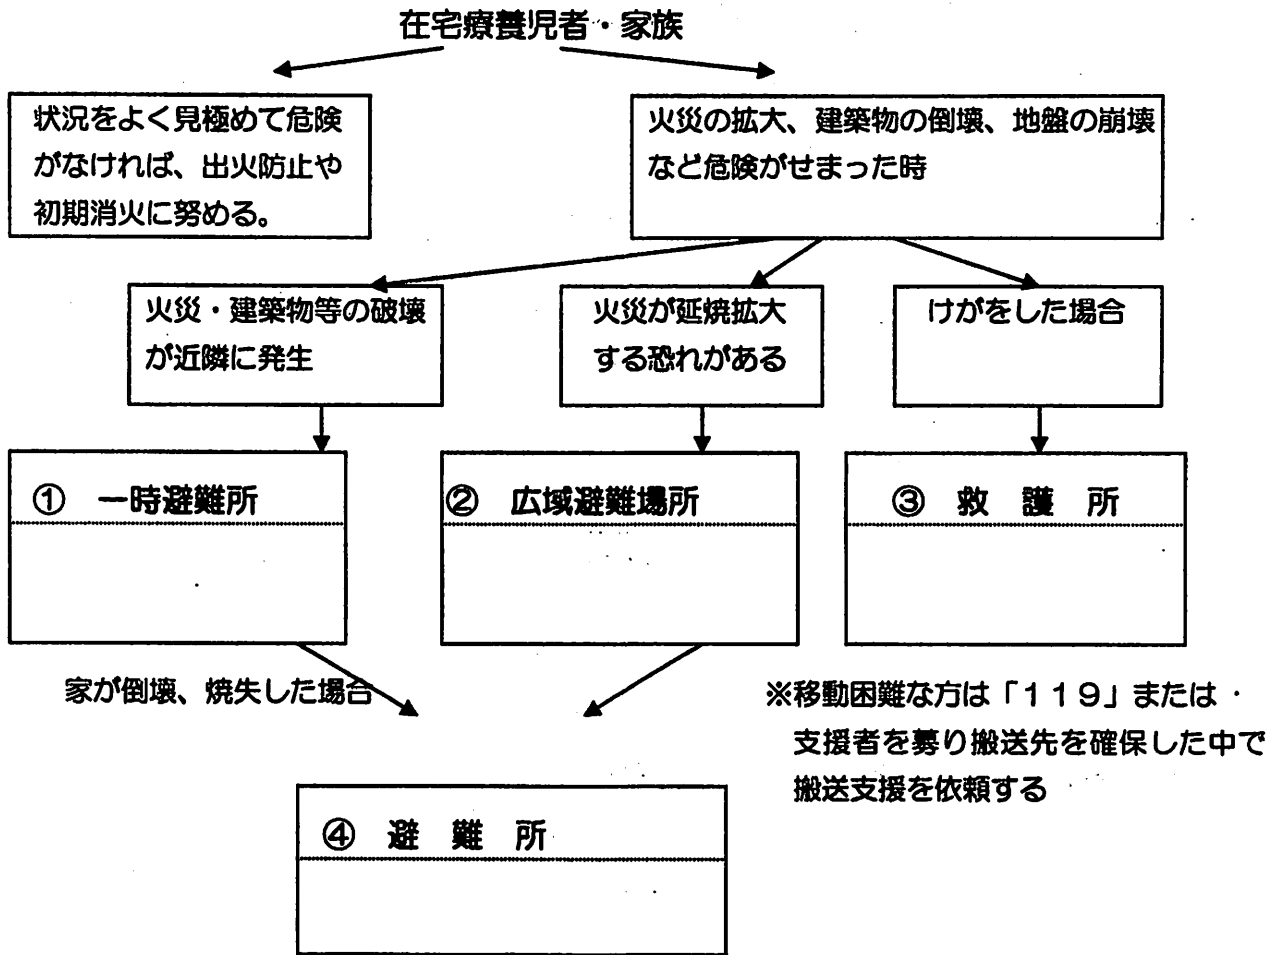 在宅療養児者・家族
状況をよく見極めて危険
がなければ、出火防止や
初期消火に努める。
火災の拡大、建築物の倒壊、地盤の崩壊
など危険がせまった時
火災・建築物等の破壊
が近隣に発生
火災が延焼拡大
する恐れがある
けがをした場合
① 一時避難所
② 広域避難場所
③ 救 護 所
家が倒壊、焼失した場合
※移動困難な方は「119」または
支援者を募り搬送先を確保した中で
搬送支援を依頼する
④ 避 難 所